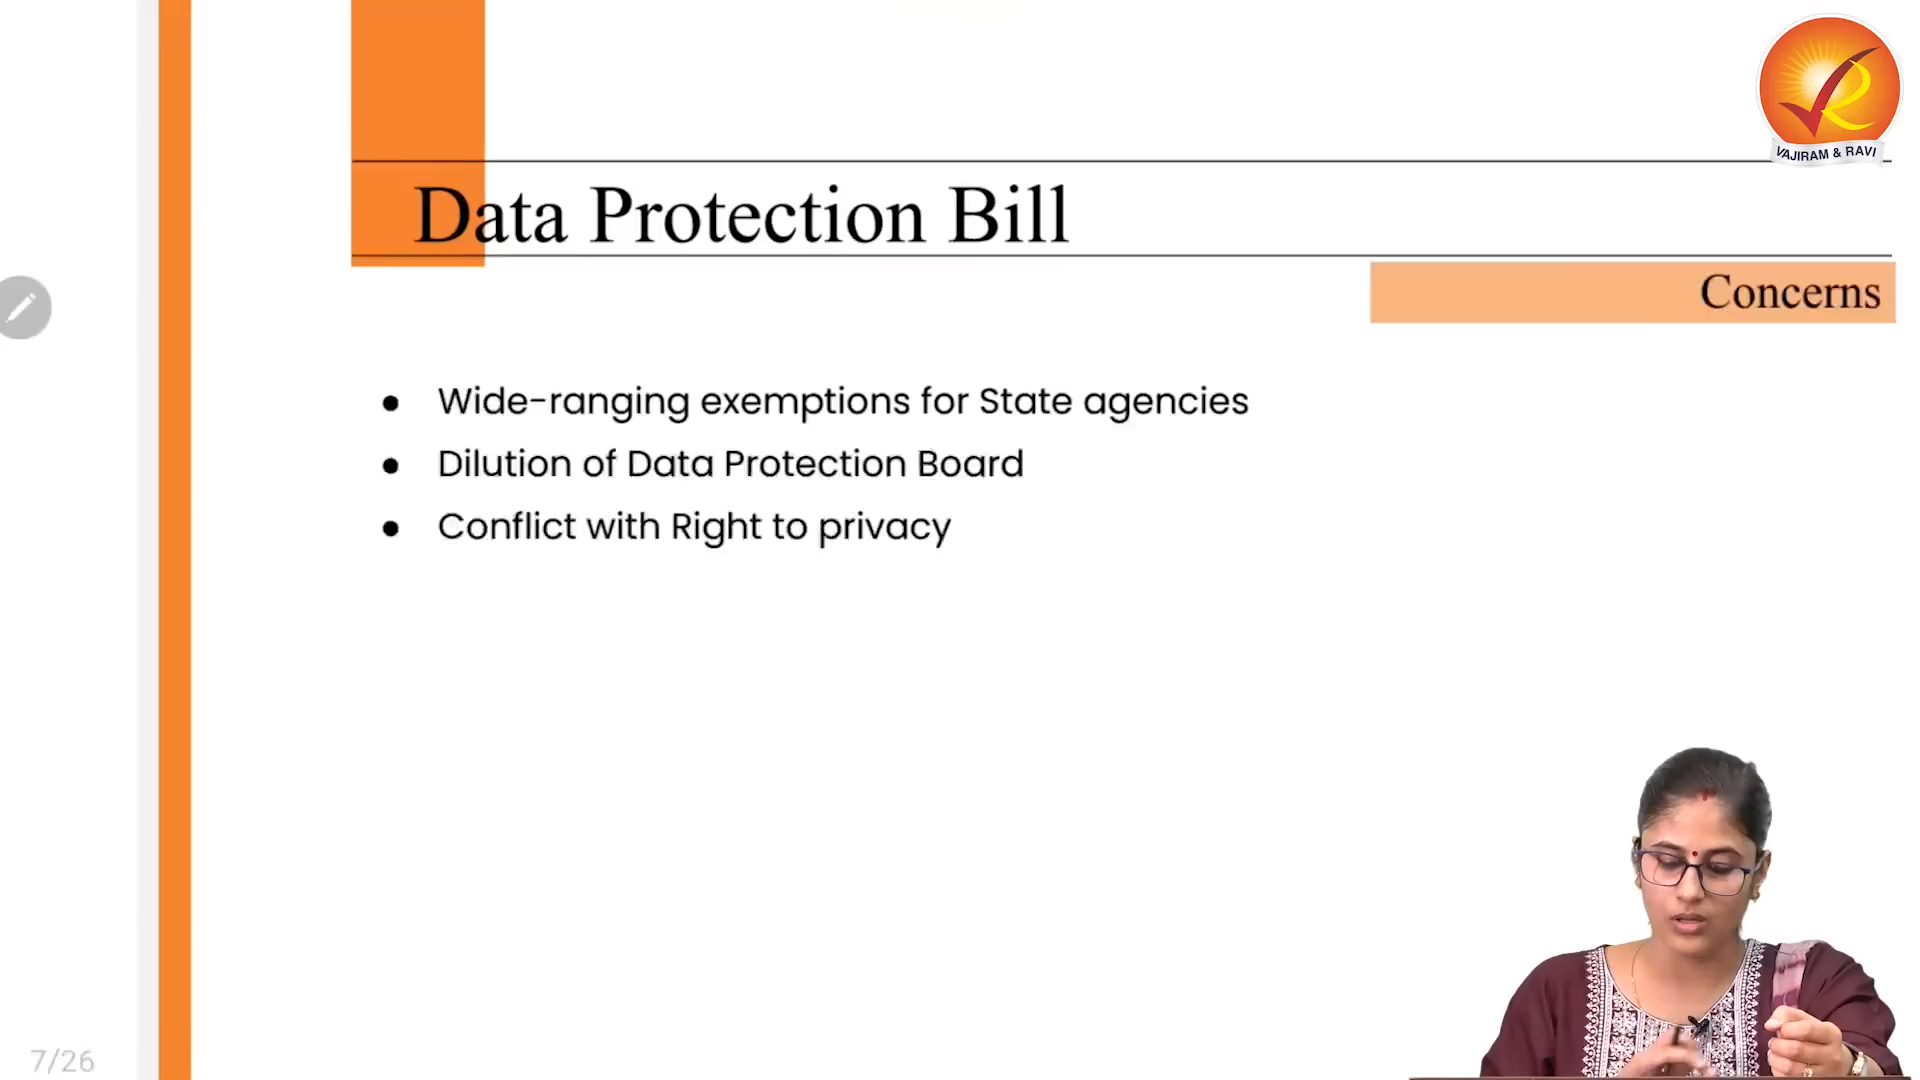 VAJIRAM & RAVI
Data Protection Bill
Concerns
● Wide-ranging exemptions for State agencies
● Dilution of Data Protection Board
● Conflict with Right to privacy
7/26